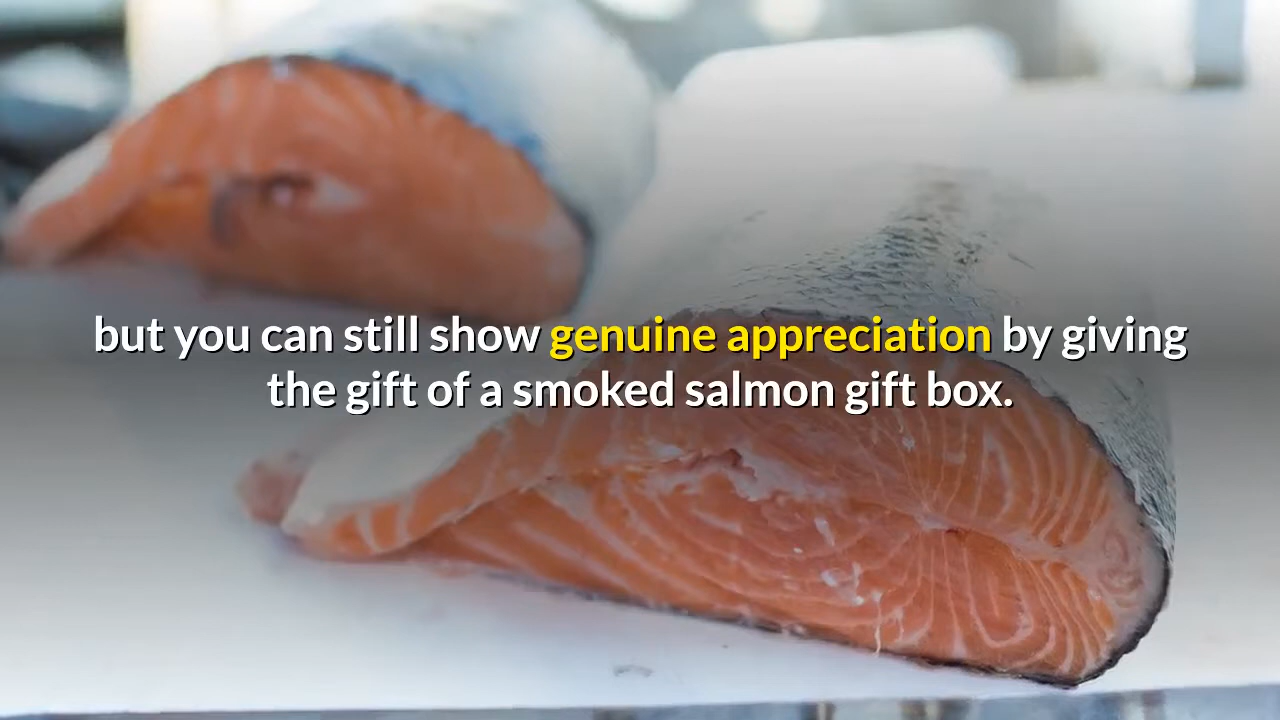 but you can still show genuine appreciation by giving
the gift of a smoked salmon gift box.